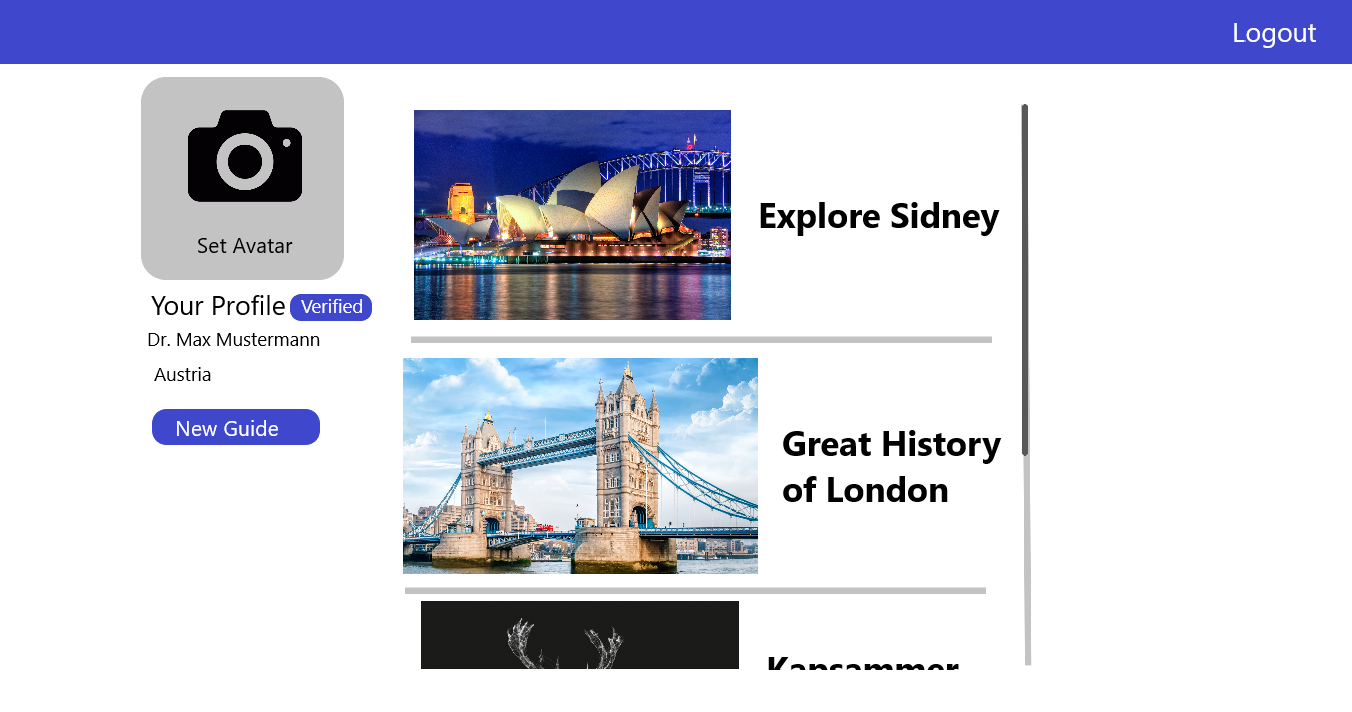 Logout
Set Avatar
Your Profile Verified
Dr. Max Mustermann
Austria
New Guide
Explore Sidney
Great History
of London
Kapsammer